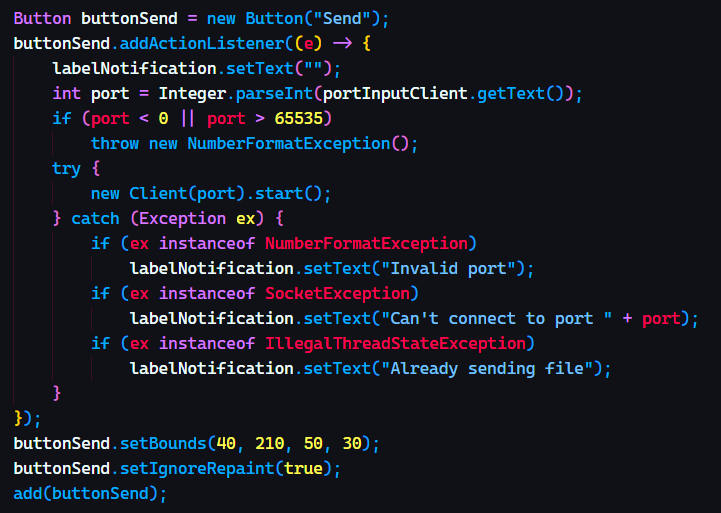 Button buttonSend = new Button("Send");
buttonSend.addActionListener((e) -> {
    labelNotification.setText("");
    int port = Integer.parseInt(portInputClient.getText());
    if (port < 0 || port > 65535)
        throw new NumberFormatException();
    try {
        new Client(port).start();
    } catch (Exception ex) {
        if (ex instanceof NumberFormatException)
            labelNotification.setText("Invalid port");
        if (ex instanceof SocketException)
            labelNotification.setText("Can't connect to port " + port);
        if (ex instanceof IllegalThreadStateException)
            labelNotification.setText("Already sending file");
    }
});
buttonSend.setBounds(40, 210, 50, 30);
buttonSend.setIgnoreRepaint(true);
add(buttonSend);